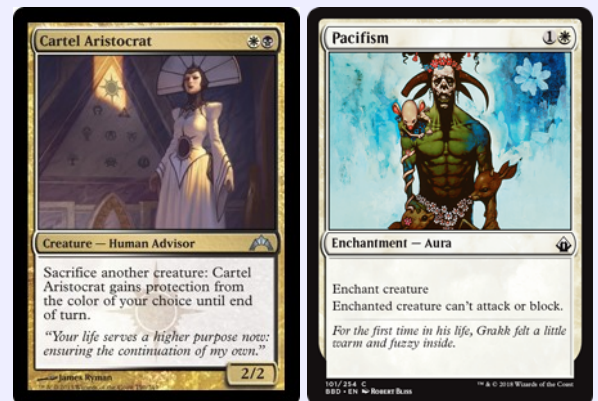 Cartel Aristocrat
Creature — Human Advisor
Sacrifice another creature: Cartel
Aristocrat gains protection from
the color of your choice until end
of turn.
“Your life serves a higher purpose now:
ensuring the continuation of my own.”
James Ryman
2/2
Pacifism
1
Enchantment — Aura
Enchant creature
Enchanted creature can't attack or block.
For the first time in his life, Grakk felt a little
warm and fuzzy inside.
101/254 C
BBD • EN Robert Bliss
™ & © 2018 Wizards of the Coast